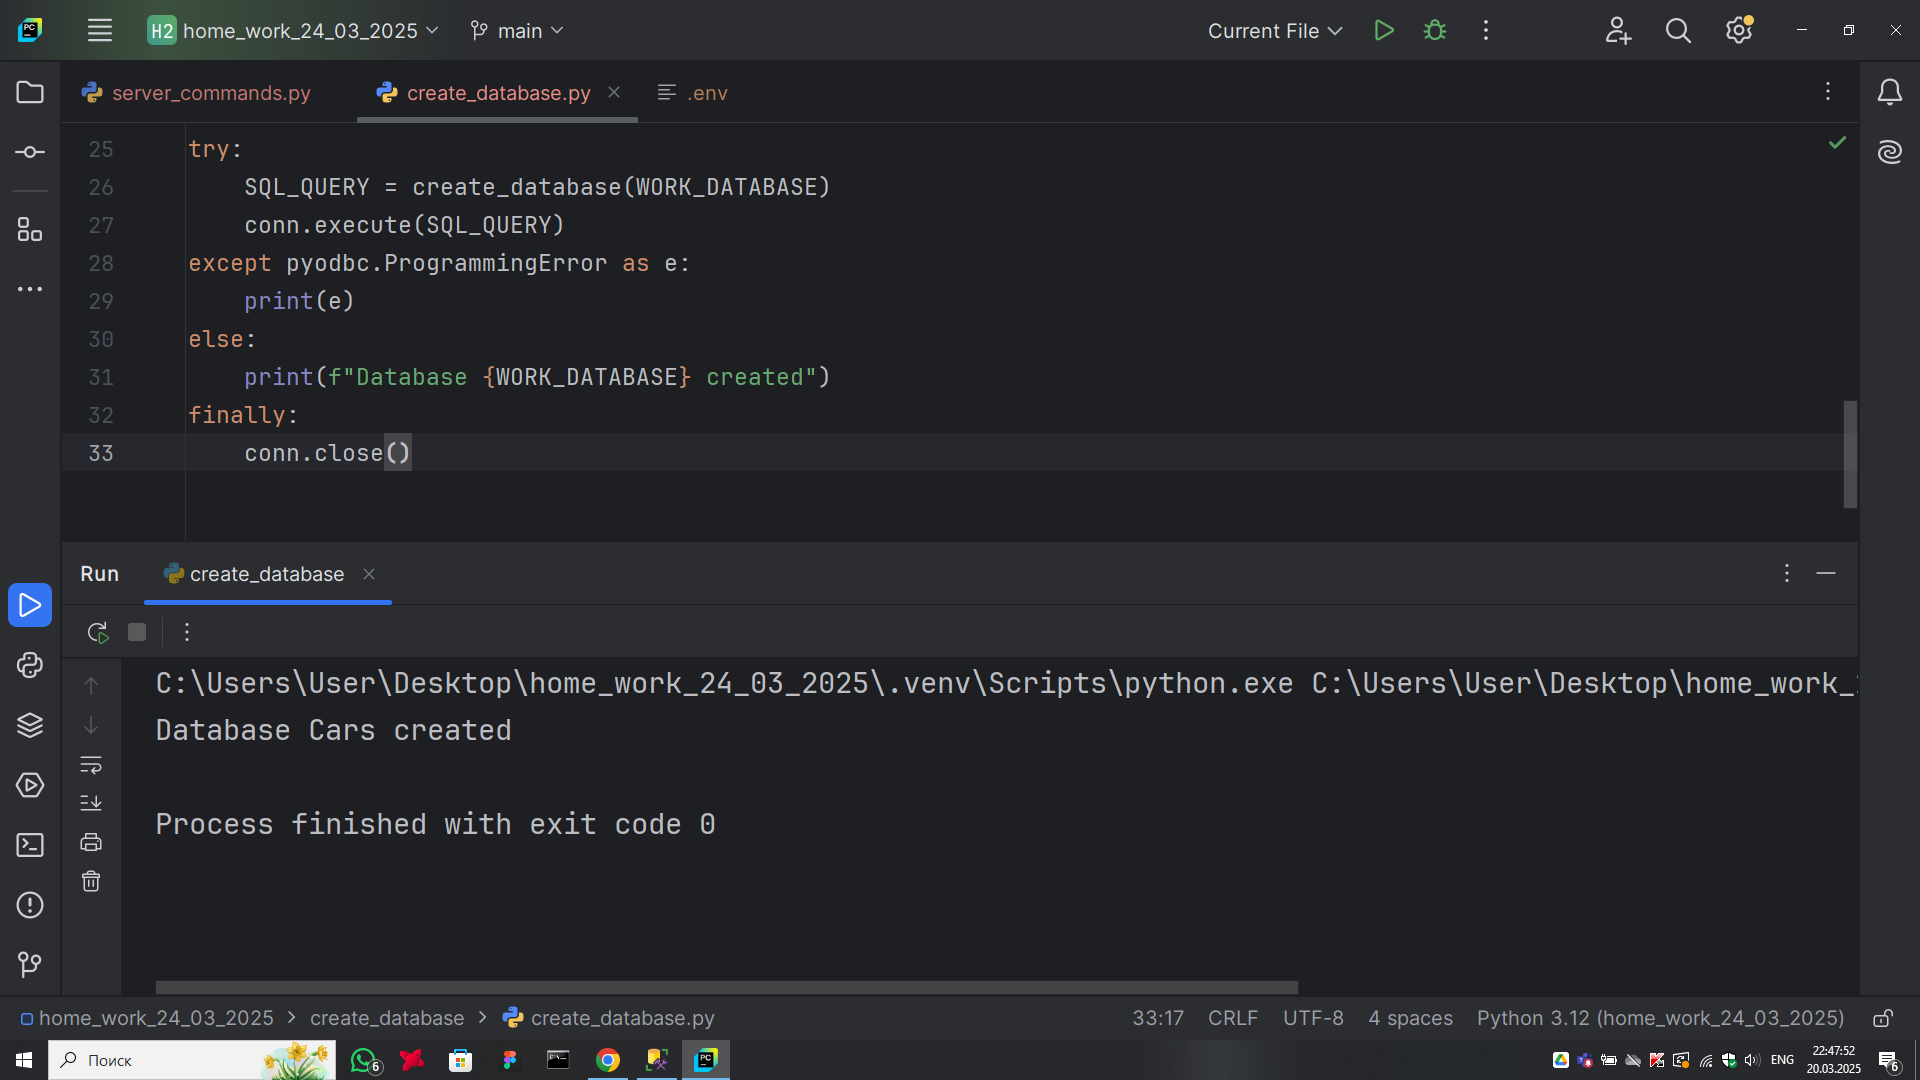 PC
H2 home_work_24_03_2025
main
Current File
server_commands.py
create_database.py
.env
25 try:
26 SQL_QUERY = create_database(WORK_DATABASE)
27 conn.execute(SQL_QUERY)
28 except pyodbc.ProgrammingError as e:
29 print(e)
30 else:
31 print(f"Database {WORK_DATABASE} created")
32 finally:
33 conn.close()
Run
create_database
C:\Users\User\Desktop\home_work_24_03_2025\.venv\Scripts\python.exe C:\Users\User\Desktop\home_work_
Database Cars created
Process finished with exit code 0
home_work_24_03_2025 > create_database > create_database.py
33:17 CRLF UTF-8 4 spaces Python 3.12 (home_work_24_03_2025)
Поиск
6
PC
ENG
22:47:52
20.03.2025
6